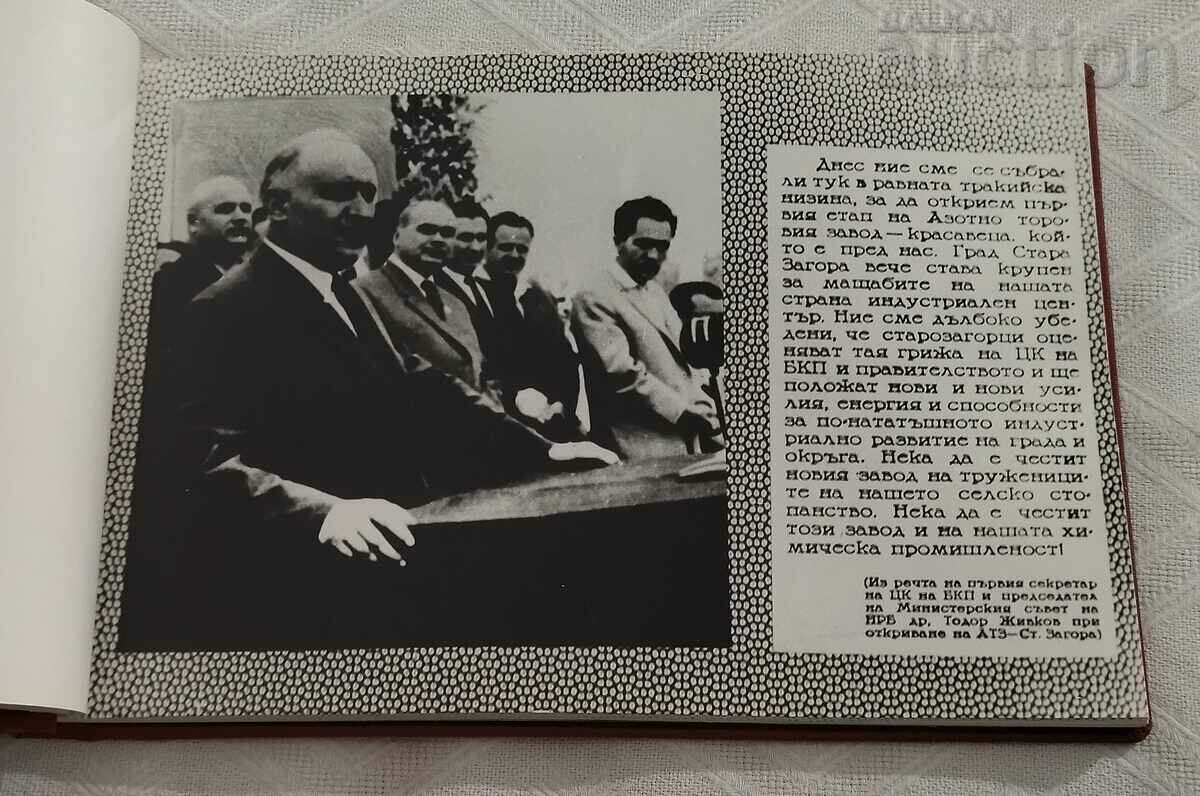 БАЛКАН
auction
Днес ние сме се събра-
ли тук в равната тракийска
низина, за да открием пър-
вия етап на Азотно торо-
вия завод—красавеца, кой-
то е пред нас. Град Стара
Загора вече става крупен
за мащабите на нашата
страна индустриален цен-
тър. Ние сме дълбоко убе-
дени, че старозагорци оце-
няват тая грижа на ЦК на
БКП и правителството и ще
положат нови и нови уси-
лия, енергия и способности
за по-нататъшното индуст-
риално развитие на града и
окръга. Нека да е честит
новия завод на труженици-
те на нашето селско сто-
панство. Нека да е честит
този завод и на нашата хи-
мическа промишленост!
(Из речта на първия секретар
на ЦК на БКП и председател
на Министерския съвет на
НРБ др, Тодор Живков при
откриване на АТЗ—Ст. Загора)